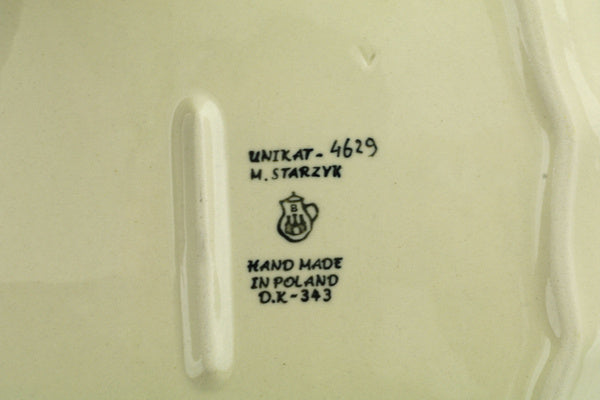 UNIKAT - 4629
M. STARZYK
B
HAND MADE
IN POLAND
D.K - 343